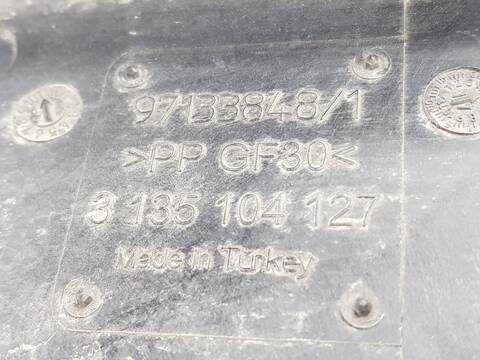 97133848/1
>PP GF30<
3 135 104 127
Made in Turkey